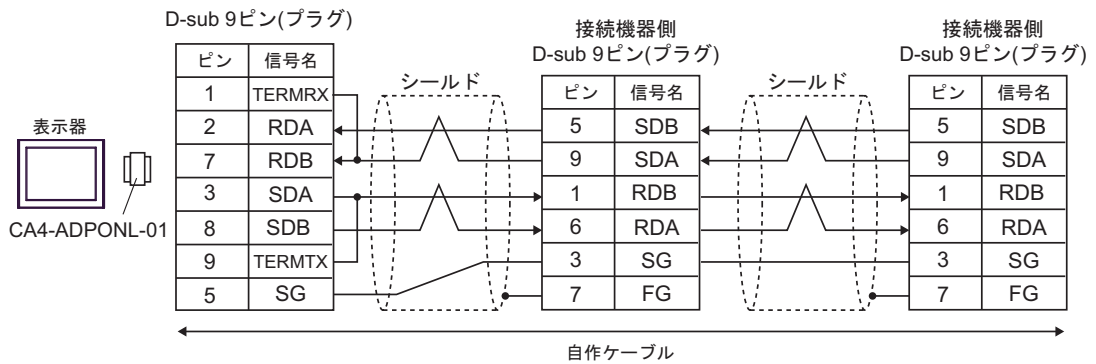 D-sub 9ピン(プラグ)
ピン 信号名
1 TERMRX
2 RDA
7 RDB
3 SDA
8 SDB
9 TERMTX
5 SG
表示器
CA4-ADPONL-01
シールド
接続機器側
D-sub 9ピン(プラグ)
ピン 信号名
5 SDB
9 SDA
1 RDB
6 RDA
3 SG
7 FG
シールド
接続機器側
D-sub 9ピン(プラグ)
ピン 信号名
5 SDB
9 SDA
1 RDB
6 RDA
3 SG
7 FG
自作ケーブル